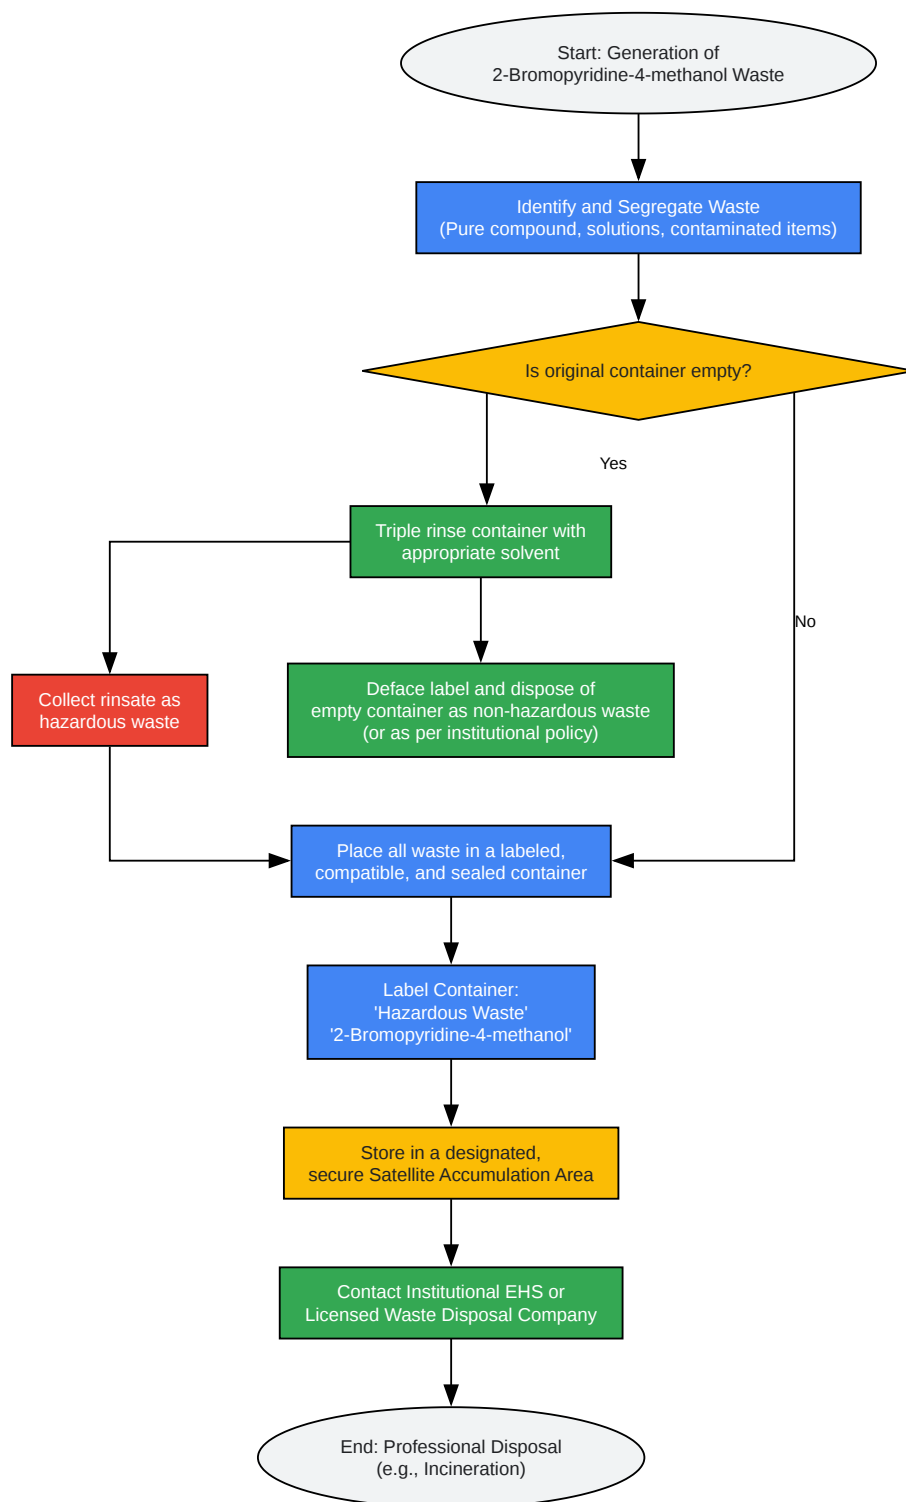 Start: Generation of
2-Bromopyridine-4-methanol Waste
Identify and Segregate Waste
(Pure compound, solutions, contaminated items)
Is original container empty?
Yes
Triple rinse container with
appropriate solvent
No
Collect rinsate as
hazardous waste
Deface label and dispose of
empty container as non-hazardous waste
(or as per institutional policy)
Place all waste in a labeled,
compatible, and sealed container
Label Container:
'Hazardous Waste'
'2-Bromopyridine-4-methanol'
Store in a designated,
secure Satellite Accumulation Area
Contact Institutional EHS or
Licensed Waste Disposal Company
End: Professional Disposal
(e.g., Incineration)